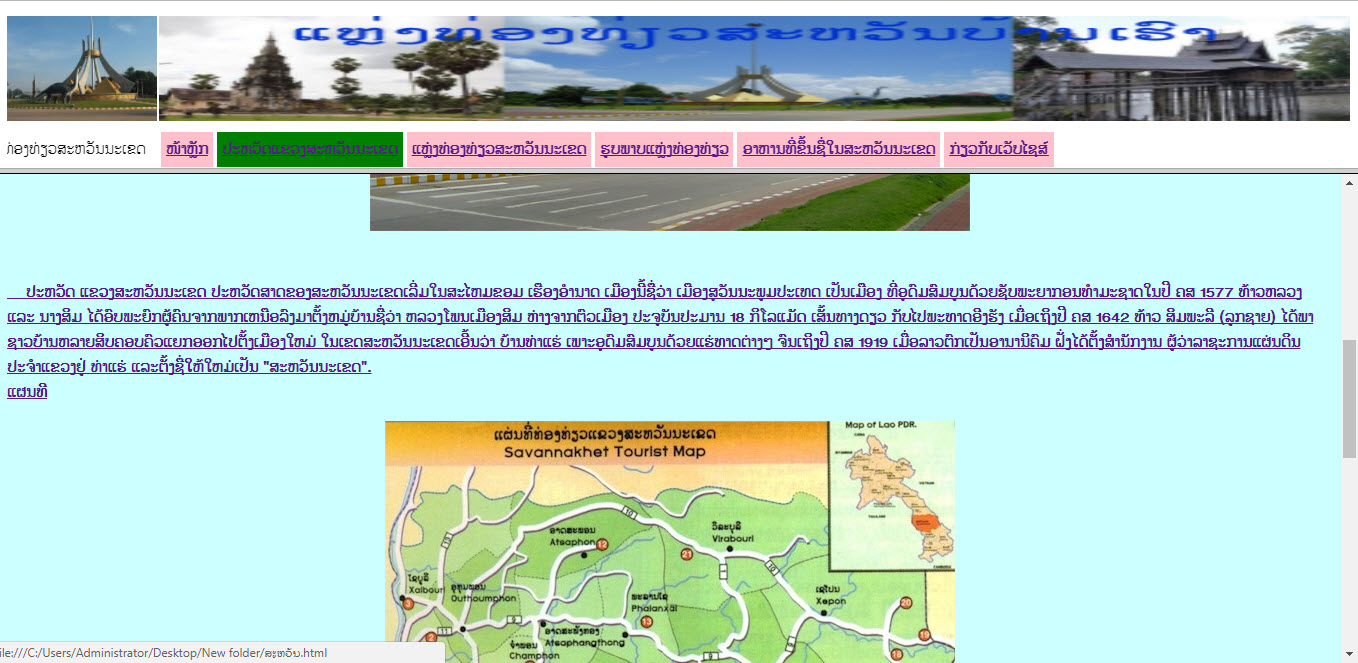 ແຫຼ່ງທ່ອງທ່ຽວສະຫວັນບ້ານເຮົາ
ທ່ອງທ່ຽວສະຫວັນນະເຂດ ໜ້າຫຼັກ ປະຫວັດແຂວງສະຫວັນນະເຂດ ແຫຼ່ງທ່ອງທ່ຽວສະຫວັນນະເຂດ ຮູບພາບແຫຼ່ງທ່ອງທ່ຽວ ອາຫານທີ່ຂຶ້ນຊື່ໃນສະຫວັນນະເຂດ ກ່ຽວກັບເວັບໄຊສ໌
ປະຫວັດ ແຂວງສະຫວັນນະເຂດ ປະຫວັດສາດຂອງສະຫວັນນະເຂດເລີ່ມໃນສະໄຫມຂອມ ເຮືອງອຳນາດ ເມືອງນີ້ຊື່ວ່າ ເມືອງສຸວັນນະພູມປະເທດ ເປັນເມືອງ ທີ່ອຸດົມສົມບູນດ້ວຍຊັບພະຍາກອນທຳມະຊາດໃນປີ ຄສ 1577 ທ້າວຫລວງ
ແລະ ນາງສິມ ໄດ້ອົບພະຍົກຜູ້ຄົນຈາກພາກເຫນືອລົງມາຕັ້ງຫມູ່ບ້ານຊື່ວ່າ ຫລວງໂພນເມືອງສິມ ຫ່າງຈາກຕົວເມືອງ ປະຈຸບັນປະມານ 18 ກິໂລແມັດ ເສັ້ນທາງດຽວ ກັບໄປພະທາດອີງຮັງ ເມື່ອເຖິງປີ ຄສ 1642 ທ້າວ ສິມພະລີ (ລູກຊາຍ) ໄດ້ພາ
ຊາວບ້ານຫລາຍສິບຄອບຄົວແຍກອອກໄປຕັ້ງເມືອງໃຫມ່ ໃນເຂດສະຫວັນນະເຂດເອີ້ນວ່າ ບ້ານທ່າແຮ່ ເພາະອຸດົມສົມບູນດ້ວຍແຮ່ທາດຕ່າງໆ ຈົນເຖິງປີ ຄສ 1919 ເມື່ອລາວຕົກເປັນອານານິຄົມ ຝັ່ງໄດ້ຕັ້ງສຳນັກງານ ຜູ້ວ່າລາຊະການແຜ່ນດິນ
ປະຈຳແຂວງຢູ່ ທ່າແຮ່ ແລະຕັ້ງຊື່ໃຫ້ໃຫມ່ເປັນ "ສະຫວັນນະເຂດ".
ແຜນທີ
ແຜ່ນທີ່ທ່ອງທ່ຽວແຂວງສະຫວັນນະເຂດ
Savannakhet Tourist Map
Map of Lao PDR.
CHINA
VIETNAM
THAILAND
CAMBODIA
10
ອາດສະພອນ
Atsaphon 12
ວິລະບູລີ
Virabouri
21
ໄຊບູລີ
Xaibouri
3
ອຸທຸມພອນ
Outhoumphon
ພະລານໄຊ
Phalanxai
13
ເຊໂປນ
Xepon
20
11
2
9
ອາດສະພັງທອງ
Atsaphangthong
19
18
ຈຳພອນ
Champhon
9
9
ile:///C:/Users/Administrator/Desktop/New folder/ສະຫວັນ.html